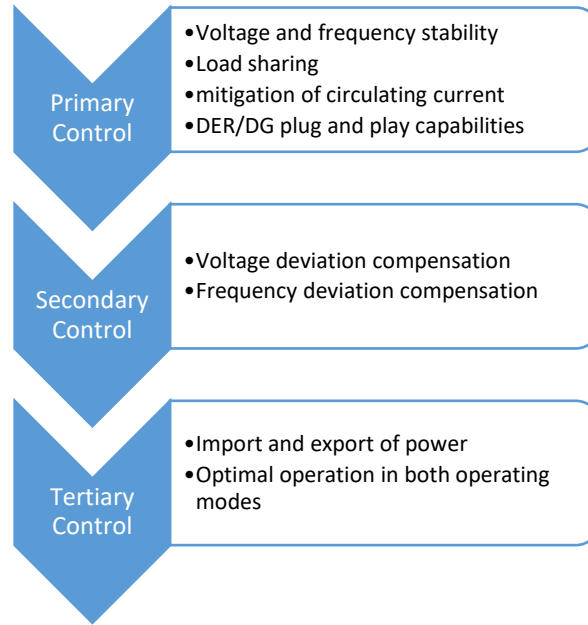 Primary
Control
•Voltage and frequency stability
•Load sharing
•mitigation of circulating current
•DER/DG plug and play capabilities
Secondary
Control
•Voltage deviation compensation
•Frequency deviation compensation
Tertiary
Control
•Import and export of power
•Optimal operation in both operating
modes